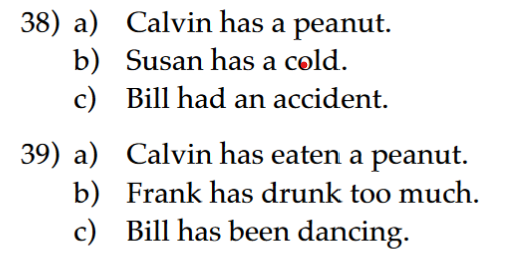 38) a) Calvin has a peanut.
b) Susan has a cold.
c) Bill had an accident.
39) a) Calvin has eaten a peanut.
b) Frank has drunk too much.
c) Bill has been dancing.